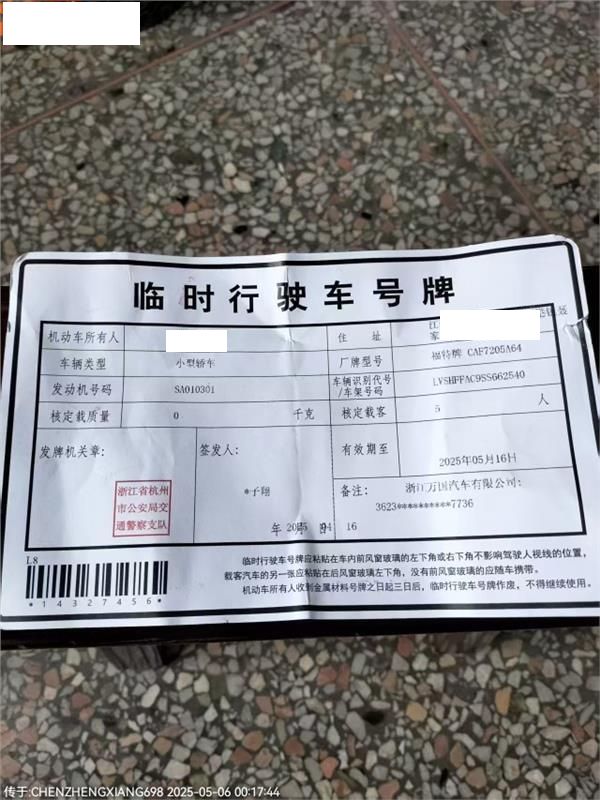 临时行驶车号牌
机动车所有人
住 址
车辆类型 小型轿车 厂牌型号 福特牌 CAF7205A64
发动机号码 SA010301 车辆识别代号/车架号码 LVSHFFAC9SS662540
核定载质量 0 千克 核定载客 5 人
发牌机关章: 签发人: 有效期至
*子翔 2025年05月16日
浙江省杭州
市公安局交
通警察支队
备注: 浙江万国汽车有限公司:
3623***********7736
年 2025 04 16
L8
*14327456*
临时行驶车号牌应粘贴在车内前风窗玻璃的左下角或右下角不影响驾驶人视线的位置,
载客汽车的另一张应粘贴在后风窗玻璃左下角,没有前风窗玻璃的应随车携带。
机动车所有人收到金属材料号牌之日起三日后,临时行驶车号牌作废,不得继续使用。
传于:CHENZHENGXIANG698 2025-05-06 00:17:44